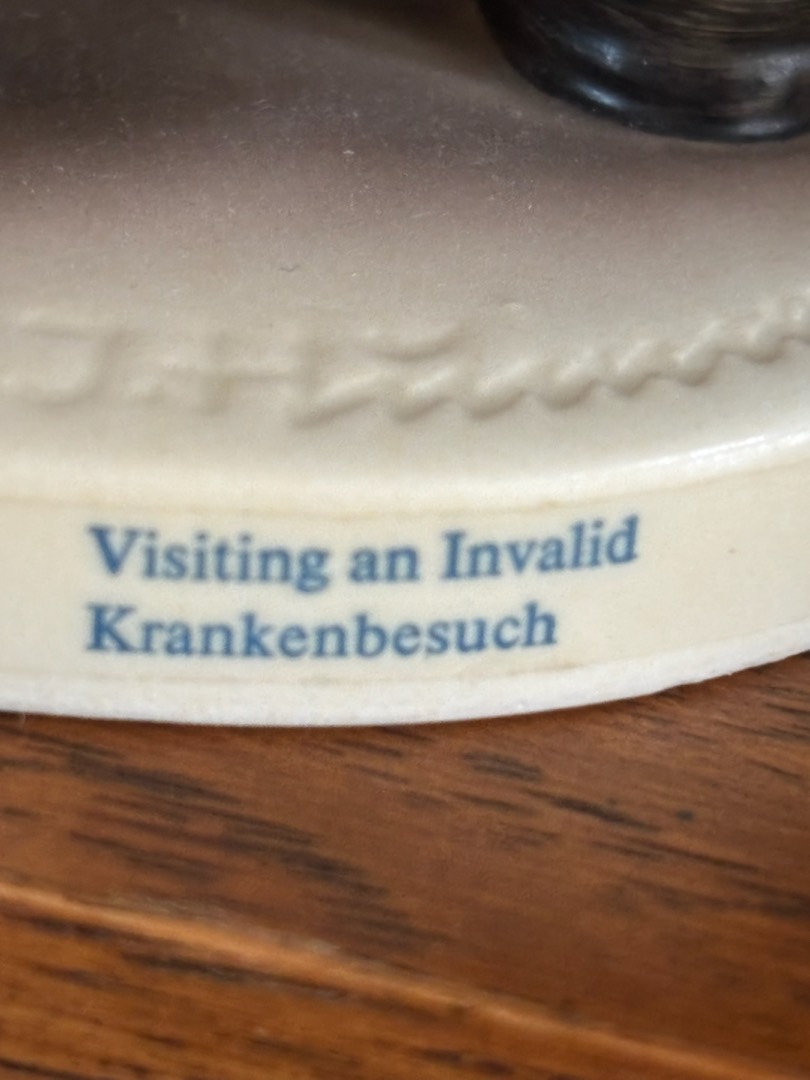 Visiting an Invalid
Krankenbesuch